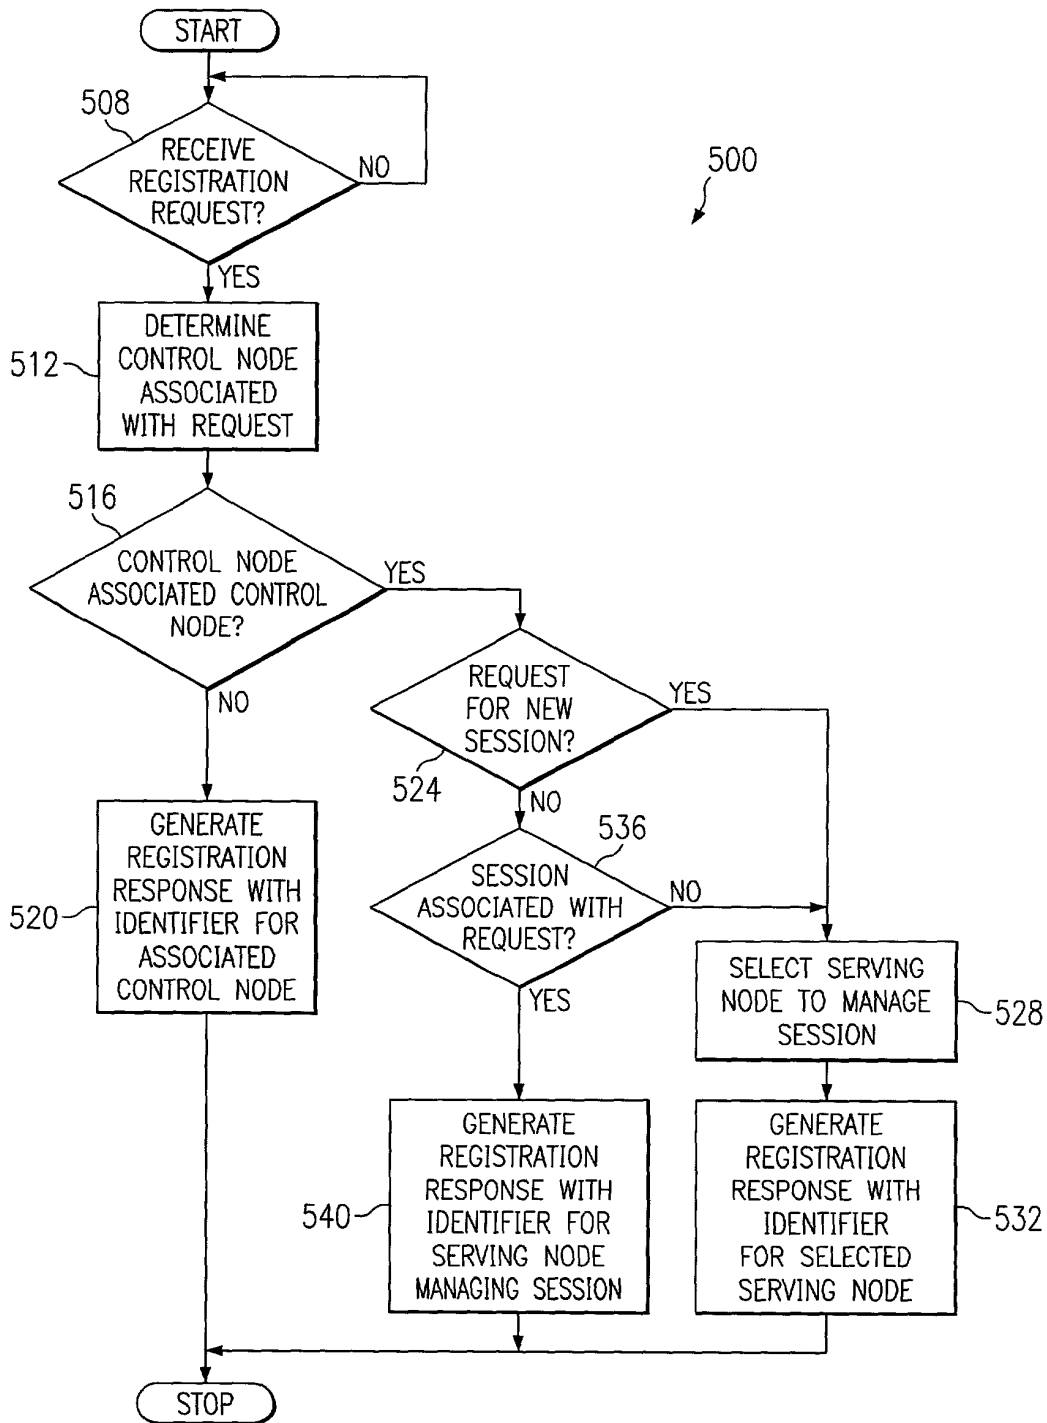 START
508
RECEIVE
REGISTRATION
REQUEST?
NO
500
YES
512
DETERMINE
CONTROL NODE
ASSOCIATED
WITH REQUEST
516
CONTROL NODE
ASSOCIATED CONTROL
NODE?
YES
NO
REQUEST
FOR NEW
SESSION?
YES
524
NO
536
SESSION
ASSOCIATED WITH
REQUEST?
NO
YES
520
GENERATE
REGISTRATION
RESPONSE WITH
IDENTIFIER FOR
ASSOCIATED
CONTROL NODE
SELECT SERVING
NODE TO MANAGE
SESSION
528
540
GENERATE
REGISTRATION
RESPONSE WITH
IDENTIFIER FOR
SERVING NODE
MANAGING SESSION
GENERATE
REGISTRATION
RESPONSE WITH
IDENTIFIER
FOR SELECTED
SERVING NODE
532
STOP